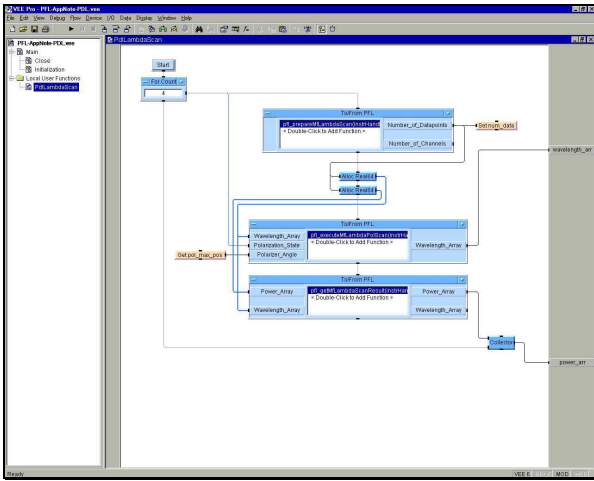 VEE Pro - PFL-AppNote-PDL.vee
File Edit View Debug Flow Device I/O Data Display Window Help
PFL-AppNote-PDL.vee
Main
Close
Initialization
Local User Functions
PdlLambdaScan
PdlLambdaScan
Start
For Count
4
To/From PFL
pfl_prepareMfLambdaScan(instrHand
< Double-Click to Add Function >
Number_of_Datapoints
Number_of_Channels
Set num_data
wavelength_arr
Alloc Real64
Alloc Real64
To/From PFL
Wavelength_Array
Polarization_State
Polarizer_Angle
pfl_executeMfLambdaPolScan(instrH
< Double-Click to Add Function >
Wavelength_Array
Get pol_max_pos
To/From PFL
Power_Array
Wavelength_Array
pfl_getMfLambdaScanResult(instrHan
< Double-Click to Add Function >
Power_Array
Wavelength_Array
Collector
power_arr
Ready
VEE 6
MOD